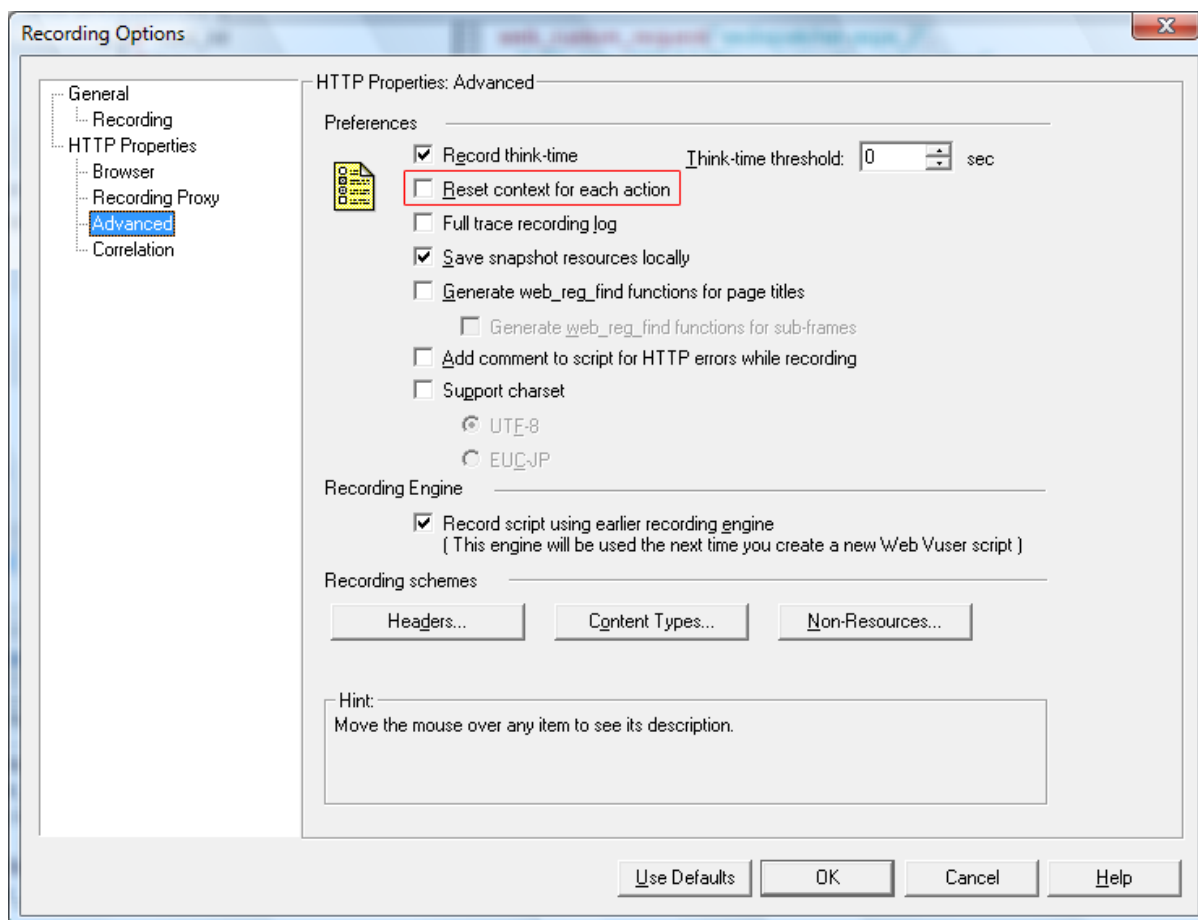 Recording Options
General
Recording
HTTP Properties
Browser
Recording Proxy
Advanced
Correlation
HTTP Properties: Advanced
Preferences
Record think-time Think-time threshold: 0 sec
Reset context for each action
Full trace recording log
Save snapshot resources locally
Generate web_reg_find functions for page titles
Generate web_reg_find functions for sub-frames
Add comment to script for HTTP errors while recording
Support charset
UTF-8
EUC-JP
Recording Engine
Record script using earlier recording engine
( This engine will be used the next time you create a new Web Vuser script )
Recording schemes
Headers... Content Types... Non-Resources...
Hint:
Move the mouse over any item to see its description.
Use Defaults OK Cancel Help